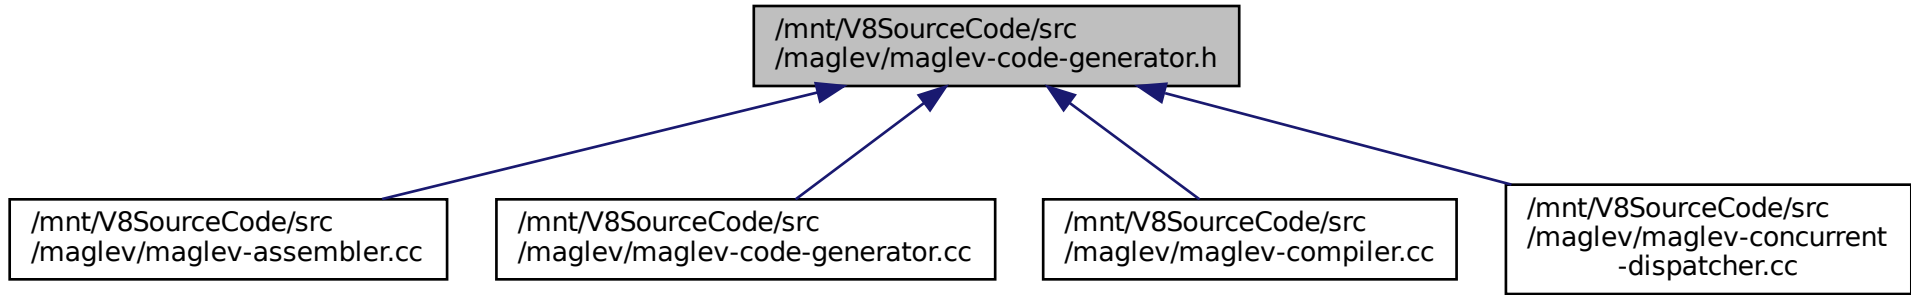 /mnt/V8SourceCode/src
/maglev/maglev-code-generator.h
/mnt/V8SourceCode/src
/maglev/maglev-assembler.cc
/mnt/V8SourceCode/src
/maglev/maglev-code-generator.cc
/mnt/V8SourceCode/src
/maglev/maglev-compiler.cc
/mnt/V8SourceCode/src
/maglev/maglev-concurrent
-dispatcher.cc